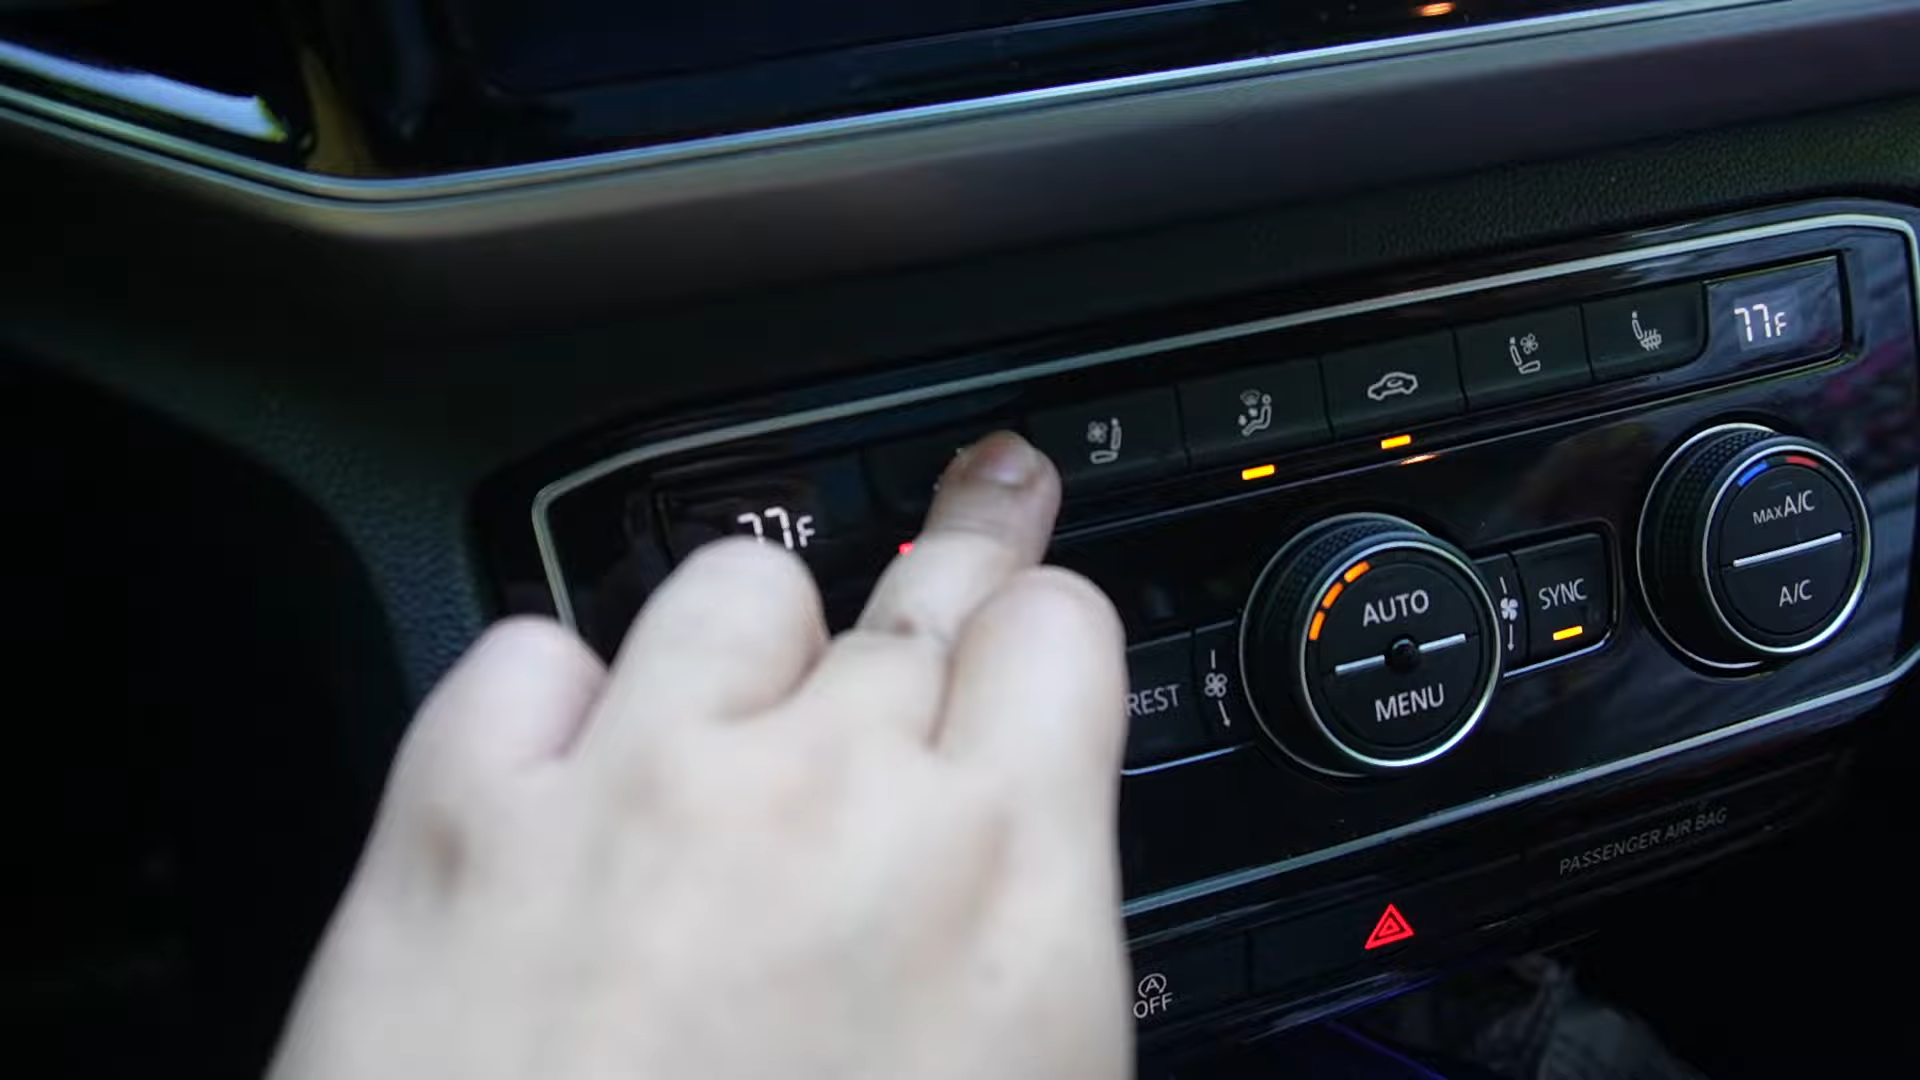 77F
77F
MAX A/C
A/C
AUTO
MENU
SYNC
REST
PASSENGER AIR BAG
A
OFF